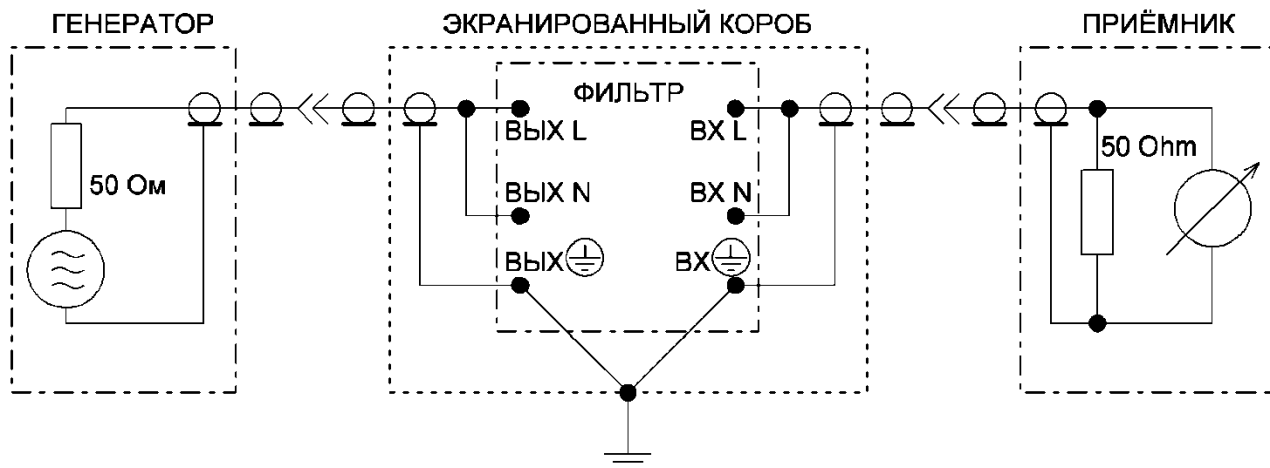 ГЕНЕРАТОР
ЭКРАНИРОВАННЫЙ КОРОБ
ПРИЁМНИК
ФИЛЬТР
ВЫХ L
ВХ L
50 Ом
ВЫХ N
ВХ N
50 Ohm
ВЫХ
ВХ